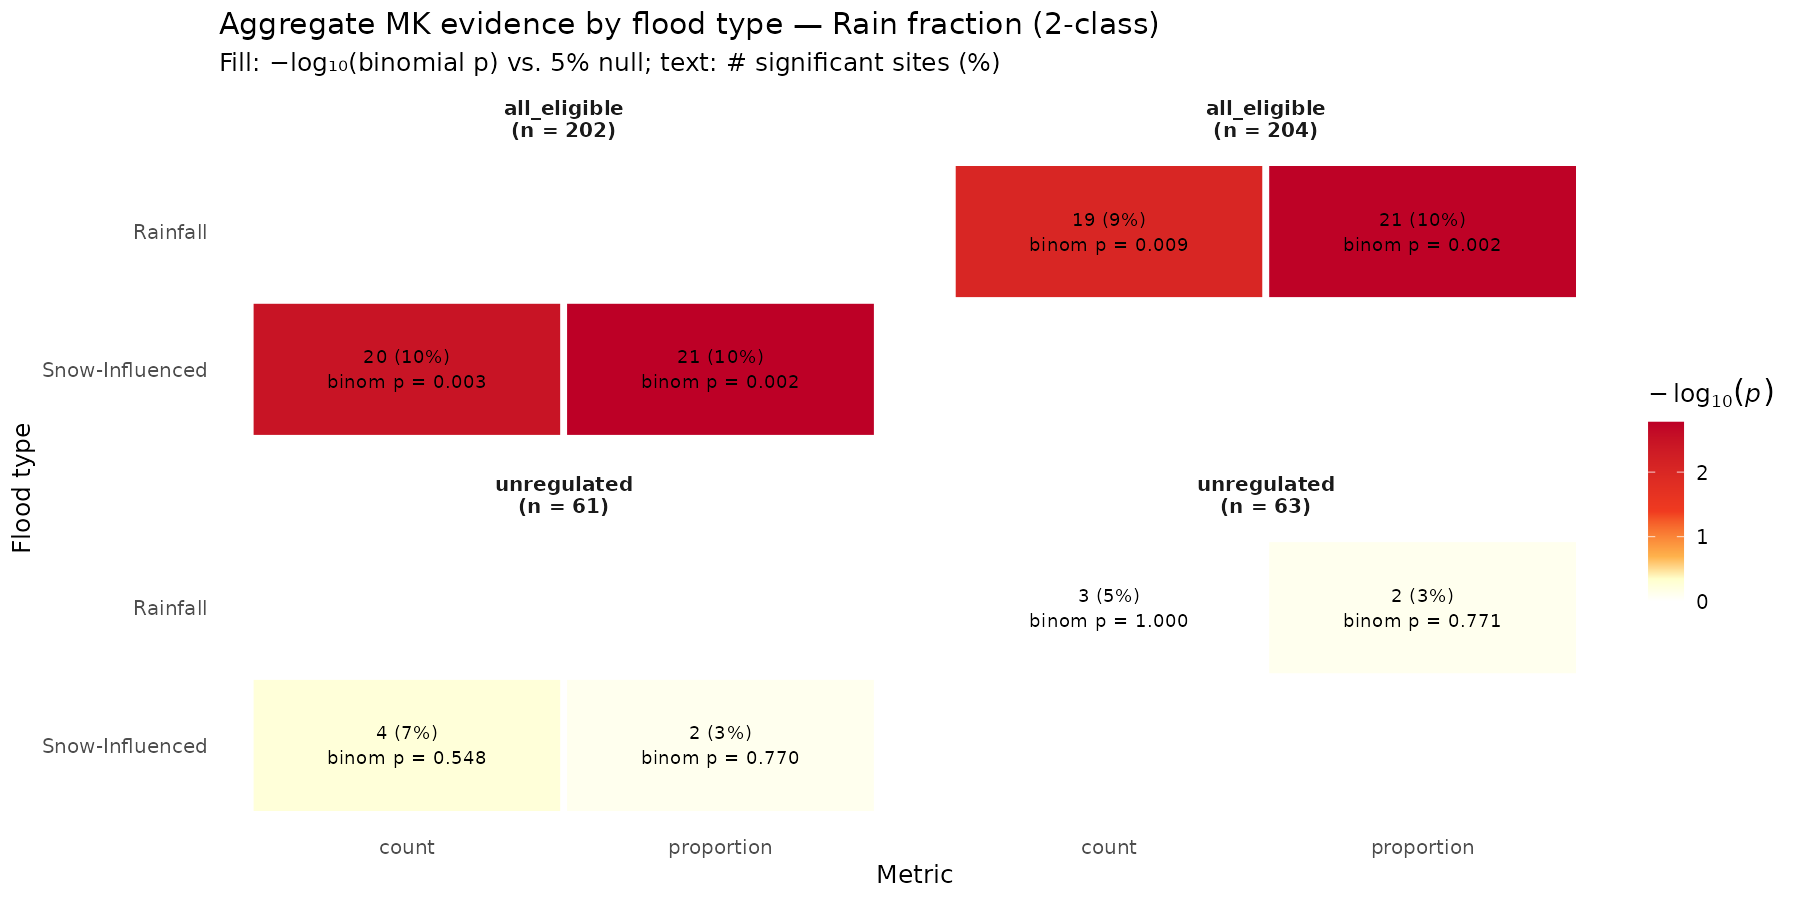 Aggregate MK evidence by flood type — Rain fraction (2-class)
Fill: −log₁₀(binomial p) vs. 5% null; text: # significant sites (%)
all_eligible
(n = 202)
all_eligible
(n = 204)
Rainfall
19 (9%)
binom p = 0.009
21 (10%)
binom p = 0.002
Snow-Influenced
20 (10%)
binom p = 0.003
21 (10%)
binom p = 0.002
unregulated
(n = 61)
unregulated
(n = 63)
Rainfall
3 (5%)
binom p = 1.000
2 (3%)
binom p = 0.771
Snow-Influenced
4 (7%)
binom p = 0.548
2 (3%)
binom p = 0.770
count
proportion
count
proportion
Metric
Flood type
− log₁₀(p)
2
1
0